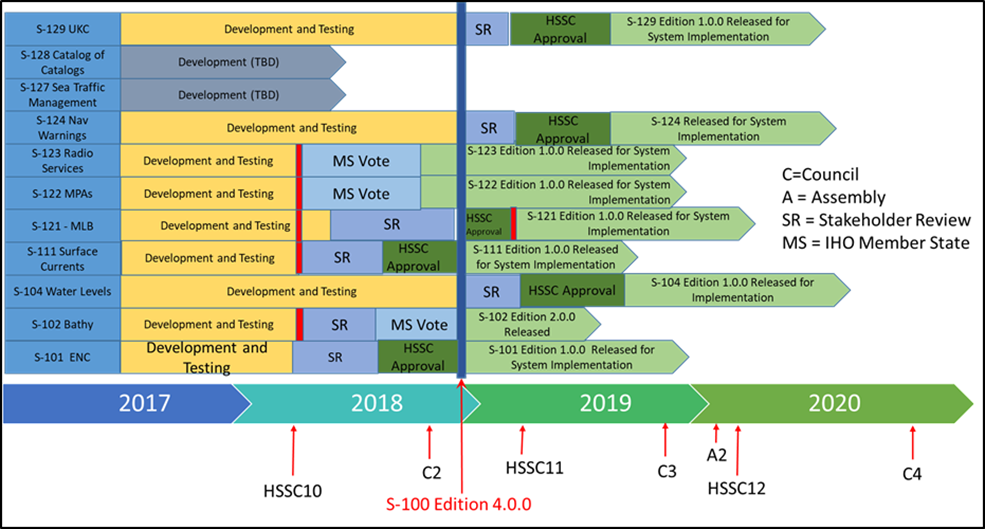 S-129 UKC
Development and Testing
SR
HSSC
Approval
S-129 Edition 1.0.0 Released for
System Implementation
S-128 Catalog of
Catalogs
Development (TBD)
S-127 Sea Traffic
Management
Development (TBD)
S-124 Nav
Warnings
Development and Testing
SR
HSSC
Approval
S-124 Released for System
Implementation
S-123 Radio
Services
Development and Testing
MS Vote
S-123 Edition 1.0.0 Released for System
Implementation
S-122 MPAs
Development and Testing
MS Vote
S-122 Edition 1.0.0 Released for System
Implementation
S-121 - MLB
Development and Testing
SR
HSSC
Approval
S-121 Edition 1.0.0 Released for System
Implementation
S-111 Surface
Currents
Development and Testing
SR
HSSC
Approval
S-111 Edition 1.0.0 Released
for System Implementation
S-104 Water Levels
Development and Testing
SR
HSSC Approval
S-104 Edition 1.0.0 Released for
Implementation
S-102 Bathy
Development and Testing
SR
MS Vote
S-102 Edition 2.0.0
Released
S-101 ENC
Development and
Testing
SR
HSSC
Approval
S-101 Edition 1.0.0 Released for
System Implementation
C=Council
A = Assembly
SR = Stakeholder Review
MS = IHO Member State
2017
2018
2019
2020
HSSC10
C2
S-100 Edition 4.0.0
HSSC11
C3
A2
HSSC12
C4